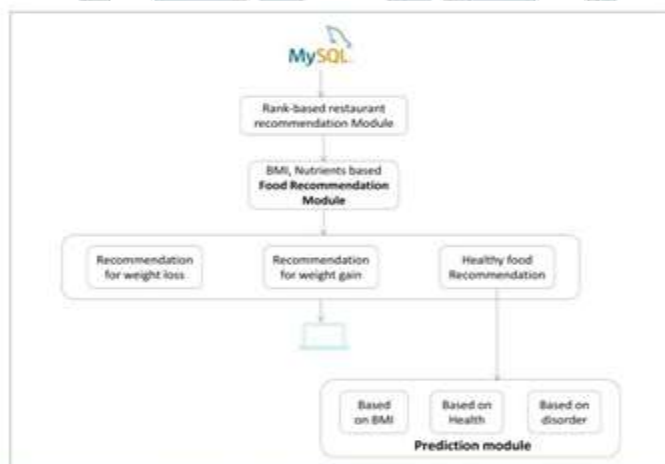 MySQL
Rank-based restaurant
recommendation Module
BMI, Nutrients based
Food Recommendation
Module
Recommendation
for weight loss
Recommendation
for weight gain
Healthy food
Recommendation
Based
on BMI
Based on
Health
Based on
disorder
Prediction module